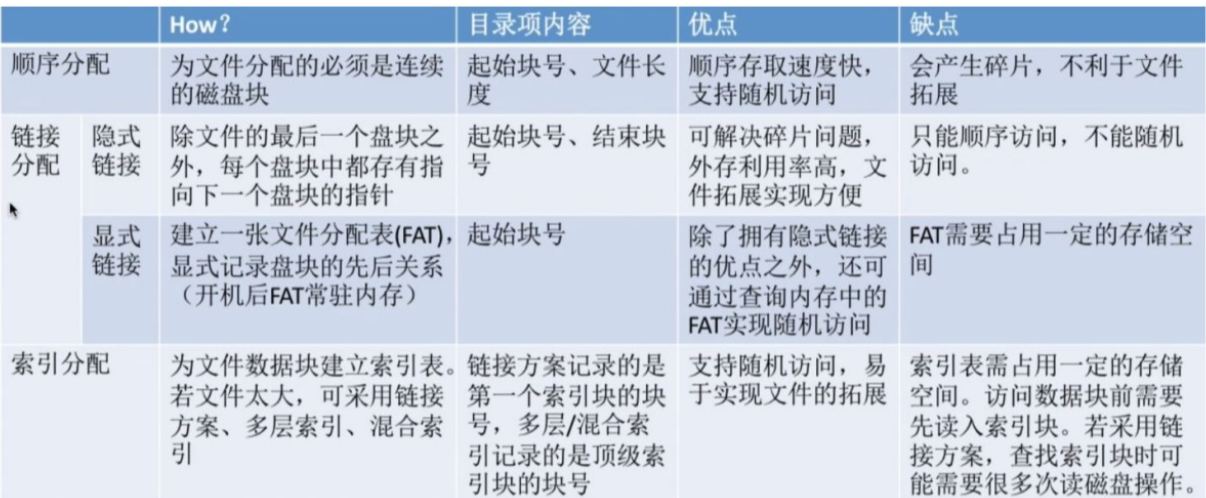 How? 目录项内容 优点 缺点
顺序分配
为文件分配的必须是连续
的磁盘块
起始块号、文件长
度
顺序存取速度快，
支持随机访问
会产生碎片，不利于文件
拓展
链接
分配
隐式
链接
除文件的最后一个盘块之
外，每个盘块中都存有指
向下一个盘块的指针
起始块号、结束块
号
可解决碎片问题，
外存利用率高，文
件拓展实现方便
只能顺序访问，不能随机
访问。
显式
链接
建立一张文件分配表(FAT)，
显式记录盘块的先后关系
（开机后FAT常驻内存）
起始块号
除了拥有隐式链接
的优点之外，还可
通过查询内存中的
FAT实现随机访问
FAT需要占用一定的存储空
间
索引分配
为文件数据块建立索引表。
若文件太大，可采用链接
方案、多层索引、混合索
引
链接方案记录的是
第一个索引块的块
号，多层/混合索
引记录的是顶级索
引块的块号
支持随机访问，易
于实现文件的拓展
索引表需占用一定的存储
空间。访问数据块前需要
先读入索引块。若采用链
接方案，查找索引块时可
能需要很多次读磁盘操作。